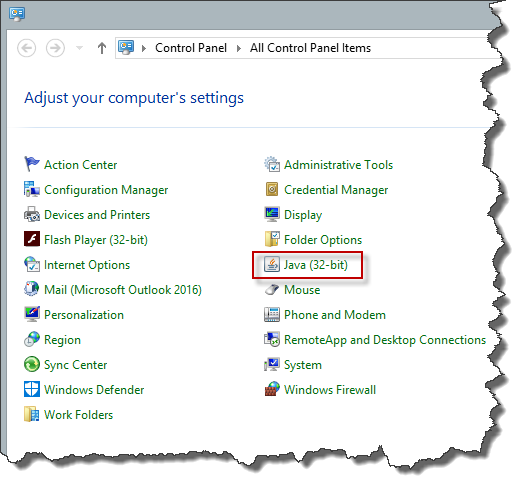 Control Panel All Control Panel Items
Adjust your computer's settings
Action Center
Configuration Manager
Devices and Printers
Flash Player (32-bit)
Internet Options
Mail (Microsoft Outlook 2016)
Personalization
Region
Sync Center
Windows Defender
Work Folders
Administrative Tools
Credential Manager
Display
Folder Options
Java (32-bit)
Mouse
Phone and Modem
RemoteApp and Desktop Connections
System
Windows Firewall